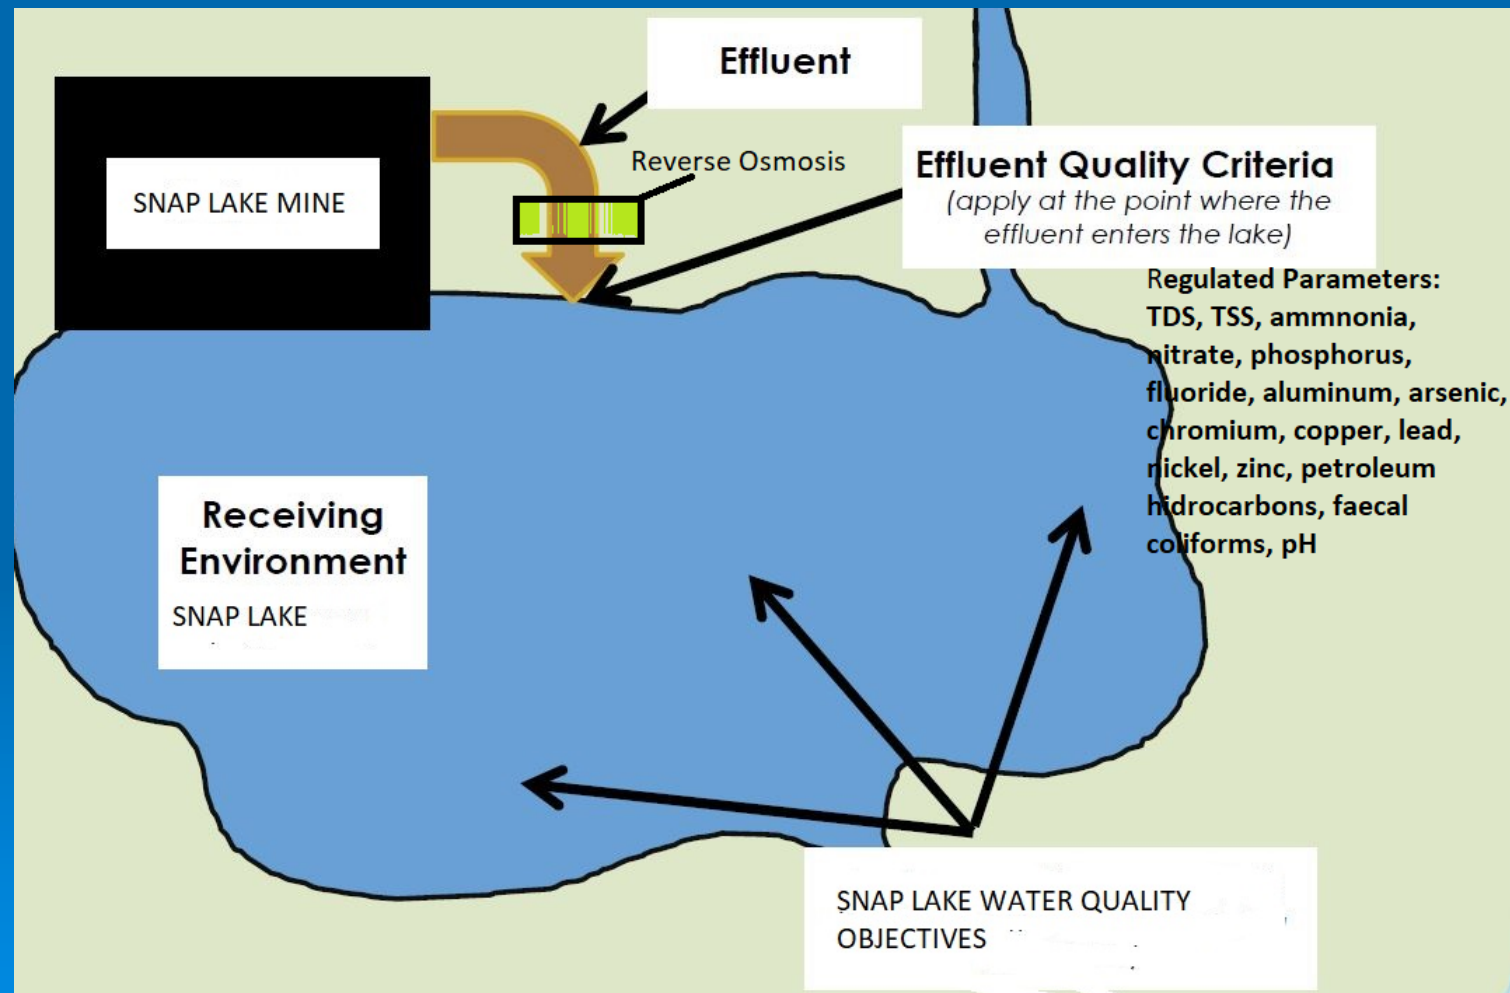 Effluent
Reverse Osmosis
Effluent Quality Criteria
(apply at the point where the
effluent enters the lake)
SNAP LAKE MINE
Regulated Parameters:
TDS, TSS, ammnonia,
nitrate, phosphorus,
fluoride, aluminum, arsenic,
chromium, copper, lead,
nickel, zinc, petroleum
hidrocarbons, faecal
coliforms, pH
Receiving
Environment
SNAP LAKE
SNAP LAKE WATER QUALITY
OBJECTIVES